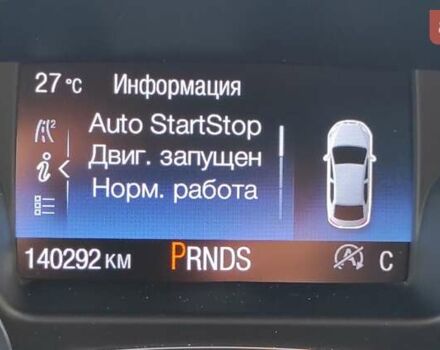 27 °C Информация
Auto StartStop
Двиг. запущен
Норм. работа
140292 км PRNDS A C